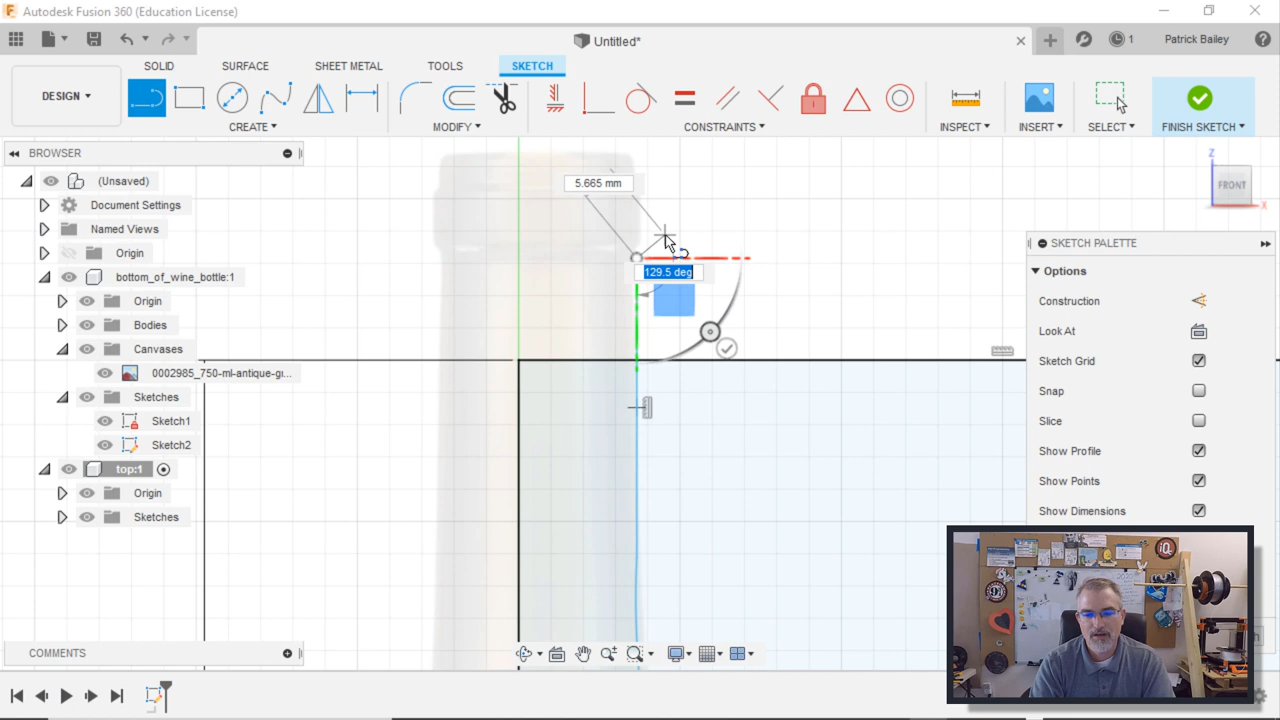 Autodesk Fusion 360 (Education License)
Untitled*
1
Patrick Bailey
SOLID
SURFACE
SHEET METAL
TOOLS
SKETCH
DESIGN
CREATE
MODIFY
CONSTRAINTS
INSPECT
INSERT
SELECT
FINISH SKETCH
BROWSER
(Unsaved)
Document Settings
Named Views
Origin
bottom_of_wine_bottle:1
Origin
Bodies
Canvases
0002985_750-ml-antique-gr...
Sketches
Sketch1
Sketch2
top:1
Origin
Sketches
5.665 mm
129.5 deg
Z
FRONT
X
SKETCH PALETTE
Options
Construction
Look At
Sketch Grid
Snap
Slice
Show Profile
Show Points
Show Dimensions
iQ
COMMENTS